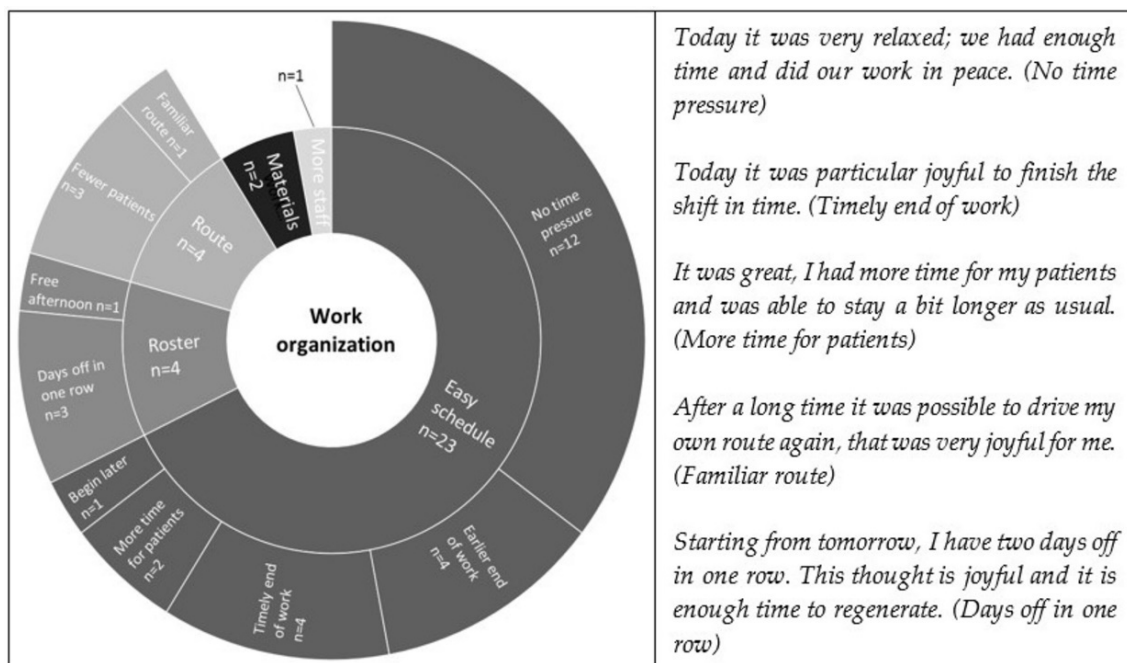 n=1
More staff
Materials
n=2
Familiar
route n=1
Fewer patients
n=3
Route
n=4
Free
afternoon n=1
Roster
n=4
Days off in
one row
n=3
Begin later
n=1
More time
for patients
n=2
Timely end
of work
n=4
Earlier end
of work
n=4
Easy
schedule
n=23
No time
pressure
n=12
Work
organization
Today it was very relaxed; we had enough
time and did our work in peace. (No time
pressure)
Today it was particular joyful to finish the
shift in time. (Timely end of work)
It was great, I had more time for my patients
and was able to stay a bit longer as usual.
(More time for patients)
After a long time it was possible to drive my
own route again, that was very joyful for me.
(Familiar route)
Starting from tomorrow, I have two days off
in one row. This thought is joyful and it is
enough time to regenerate. (Days off in one
row)